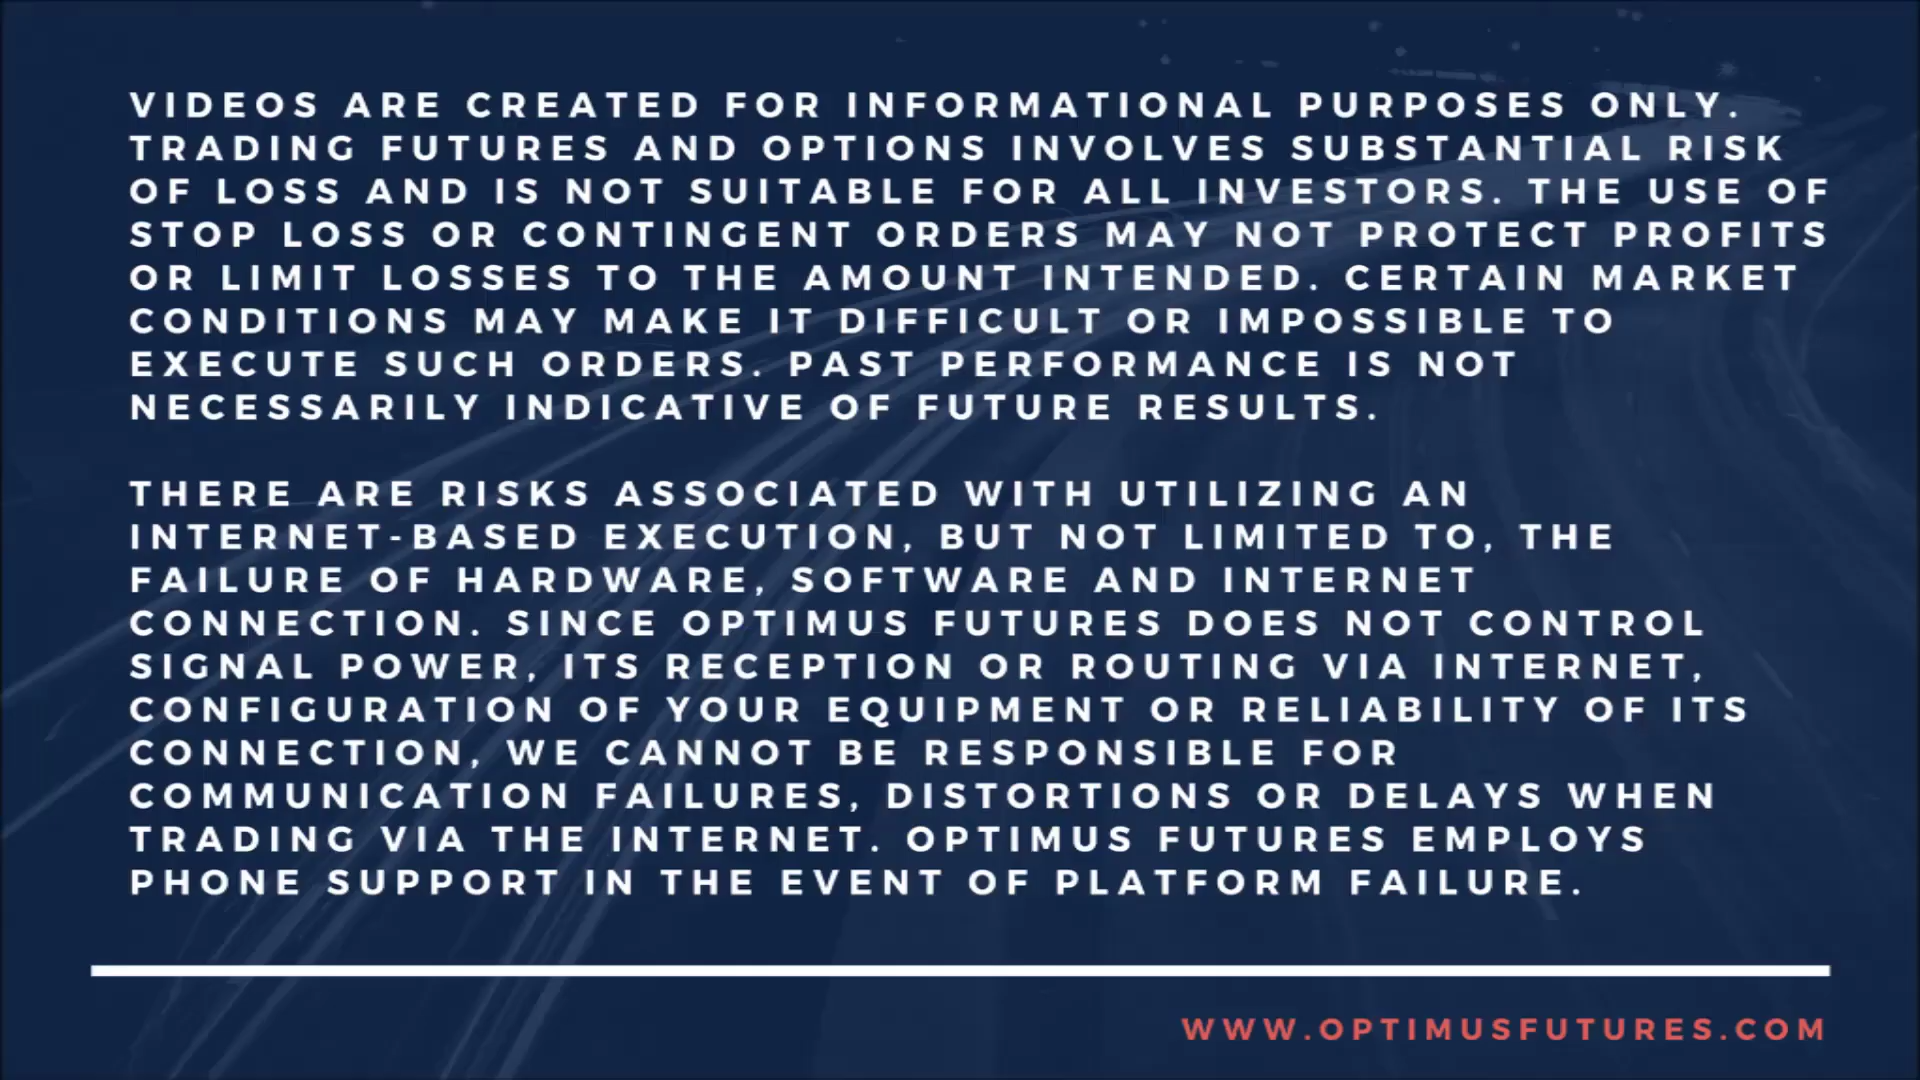 VIDEOS ARE CREATED FOR INFORMATIONAL PURPOSES ONLY.
TRADING FUTURES AND OPTIONS INVOLVES SUBSTANTIAL RISK
OF LOSS AND IS NOT SUITABLE FOR ALL INVESTORS. THE USE OF
STOP LOSS OR CONTINGENT ORDERS MAY NOT PROTECT PROFITS
OR LIMIT LOSSES TO THE AMOUNT INTENDED. CERTAIN MARKET
CONDITIONS MAY MAKE IT DIFFICULT OR IMPOSSIBLE TO
EXECUTE SUCH ORDERS. PAST PERFORMANCE IS NOT
NECESSARILY INDICATIVE OF FUTURE RESULTS.
THERE ARE RISKS ASSOCIATED WITH UTILIZING AN
INTERNET-BASED EXECUTION, BUT NOT LIMITED TO, THE
FAILURE OF HARDWARE, SOFTWARE AND INTERNET
CONNECTION. SINCE OPTIMUS FUTURES DOES NOT CONTROL
SIGNAL POWER, ITS RECEPTION OR ROUTING VIA INTERNET,
CONFIGURATION OF YOUR EQUIPMENT OR RELIABILITY OF ITS
CONNECTION, WE CANNOT BE RESPONSIBLE FOR
COMMUNICATION FAILURES, DISTORTIONS OR DELAYS WHEN
TRADING VIA THE INTERNET. OPTIMUS FUTURES EMPLOYS
PHONE SUPPORT IN THE EVENT OF PLATFORM FAILURE.
WWW.OPTIMUSFUTURES.COM